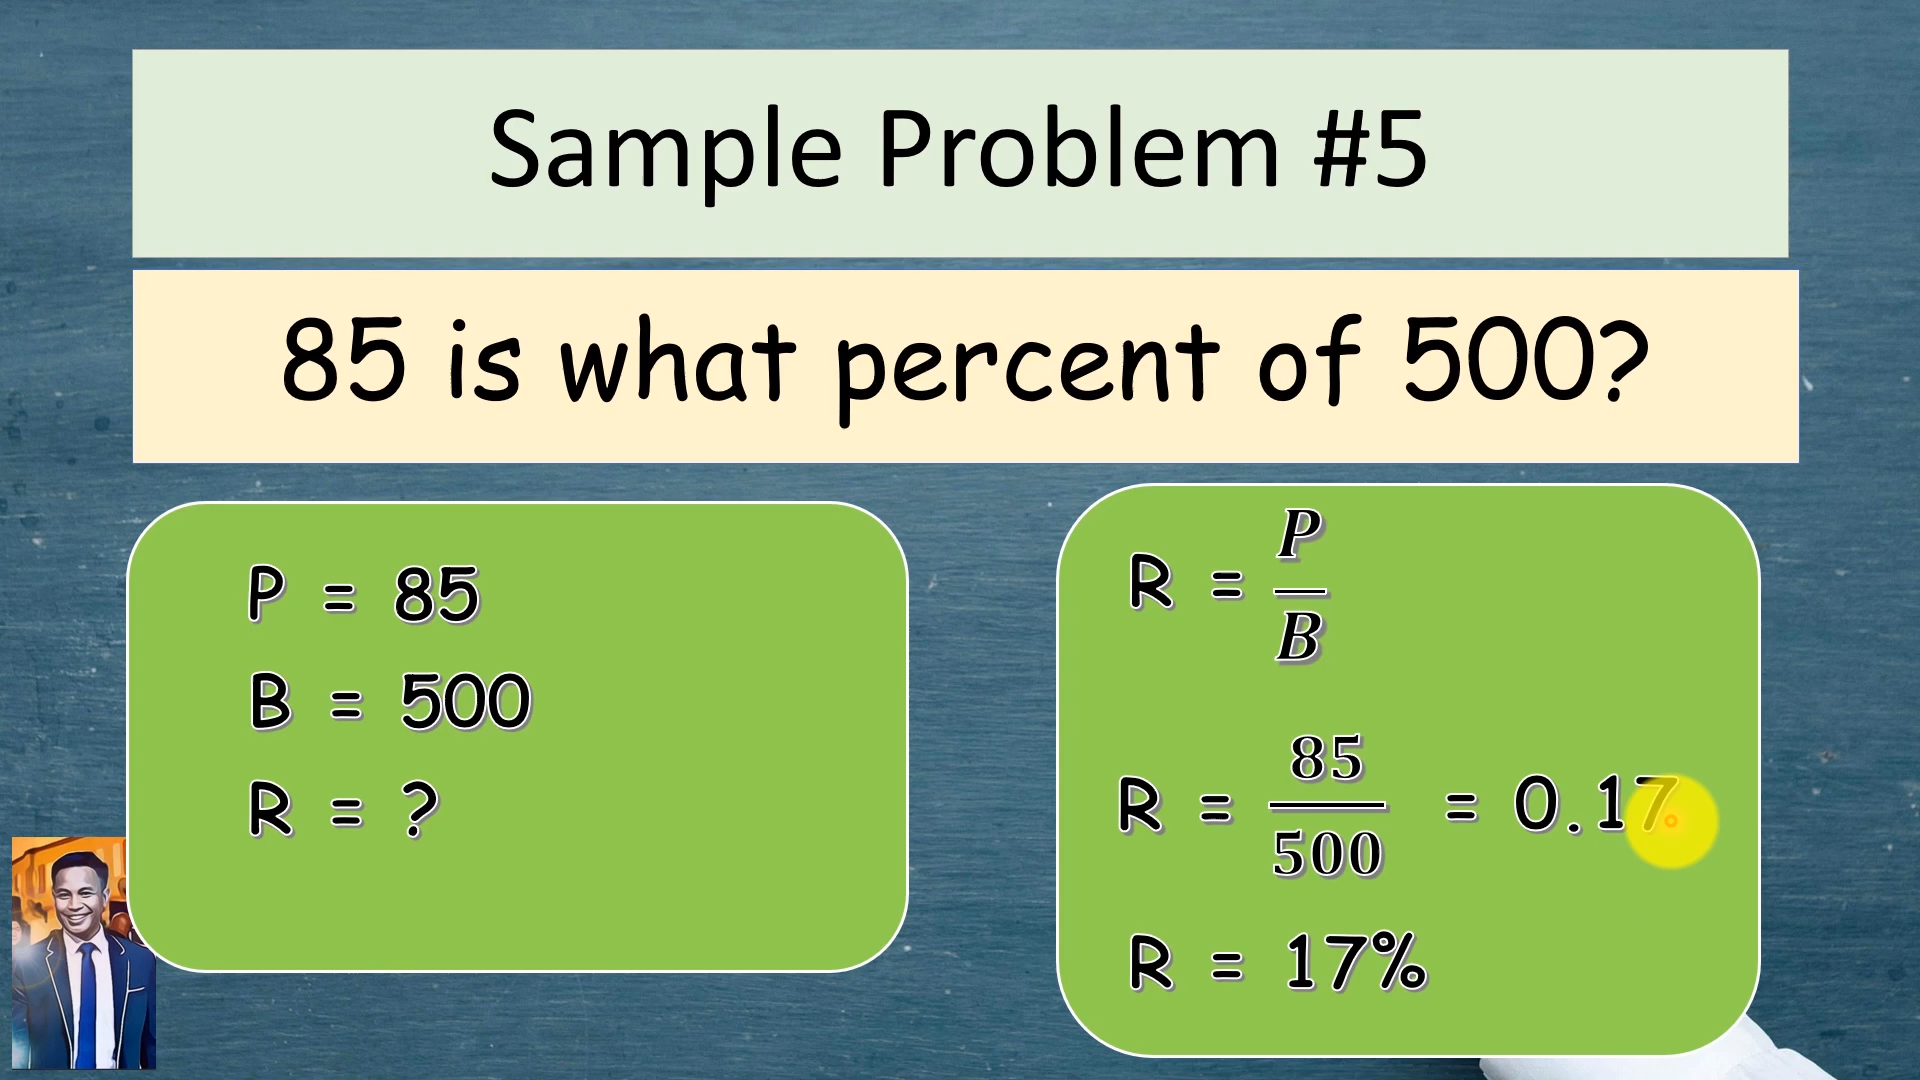 Sample Problem #5
85 is what percent of 500?
P = 85
B = 500
R = ?
R = P/B
R = 85/500 = 0.17
R = 17%